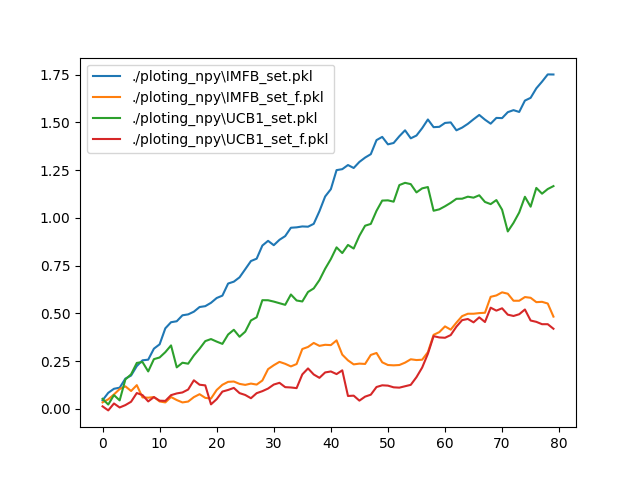 1.75
1.50
1.25
1.00
0.75
0.50
0.25
0.00
./ploting_npy\IMFB_set.pkl
./ploting_npy\IMFB_set_f.pkl
./ploting_npy\UCB1_set.pkl
./ploting_npy\UCB1_set_f.pkl
0 10 20 30 40 50 60 70 80